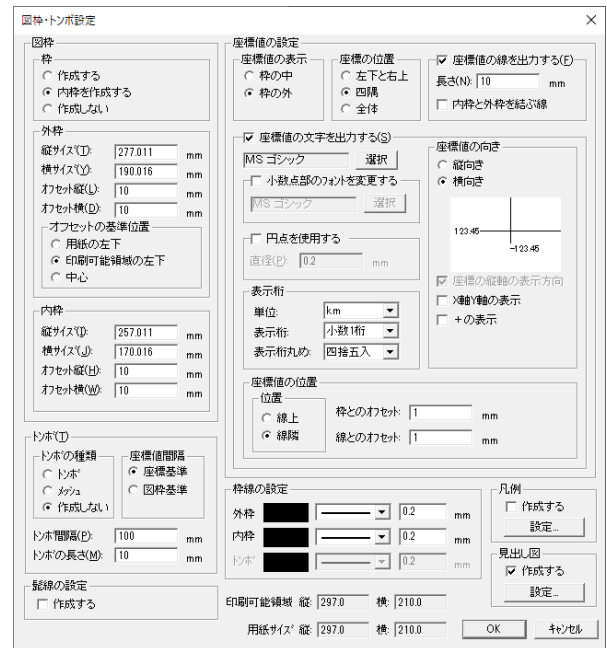 図枠・トンボ設定
図枠
枠
作成する
内枠を作成する
作成しない
外枠
縦サイズ(T): 277.011 mm
横サイズ(Y): 190.016 mm
オフセット縦(L): 10 mm
オフセット横(D): 10 mm
オフセットの基準位置
用紙の左下
印刷可能領域の左下
中心
内枠
縦サイズ(I): 257.011 mm
横サイズ(J): 170.016 mm
オフセット縦(H): 10 mm
オフセット横(W): 10 mm
トンボ(T)
トンボの種類
トンボ
メッシュ
作成しない
座標値間隔
座標基準
図枠基準
トンボ間隔(P): 100 mm
トンボの長さ(M): 10 mm
髭線の設定
作成する
座標値の設定
座標値の表示
枠の中
枠の外
座標の位置
左下と右上
四隅
全体
座標値の線を出力する(F)
長さ(N): 10 mm
内枠と外枠を結ぶ線
座標値の文字を出力する(S)
MS ゴシック 選択
小数点部のフォントを変更する
MS ゴシック 選択
円点を使用する
直径(P): 0.2 mm
表示桁
単位: km
表示桁: 小数1桁
表示桁丸め: 四捨五入
座標値の向き
縦向き
横向き
123.45
-123.45
座標の縦軸の表示方向
X軸Y軸の表示
+の表示
座標値の位置
位置
線上
線隣
枠とのオフセット: 1 mm
線とのオフセット: 1 mm
枠線の設定
外枠 0.2 mm
内枠 0.2 mm
トンボ 0.2 mm
凡例
作成する
設定...
見出し図
作成する
設定...
印刷可能領域 縦: 297.0 横: 210.0
用紙サイズ 縦: 297.0 横: 210.0
OK キャンセル